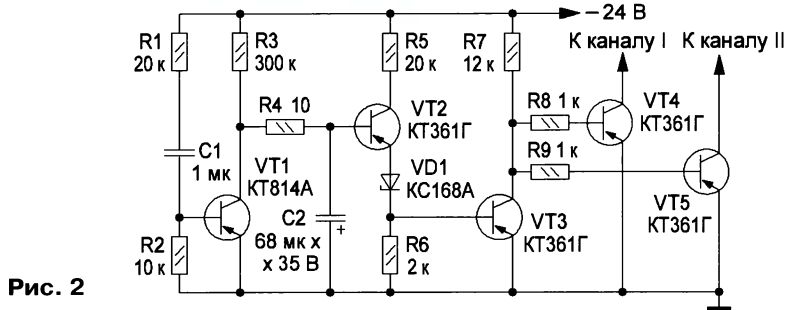 −24 В
R1
20 к
R3
300 к
R5
20 к
R7
12 к
К каналу I
К каналу II
R4 10
VT2
КТ361Г
R8 1 к
VT4
КТ361Г
C1
1 мк
VT1
КТ814А
VD1
КС168А
R9 1 к
C2
68 мк х
х 35 В
+
VT3
КТ361Г
VT5
КТ361Г
R2
10 к
R6
2 к
Рис. 2